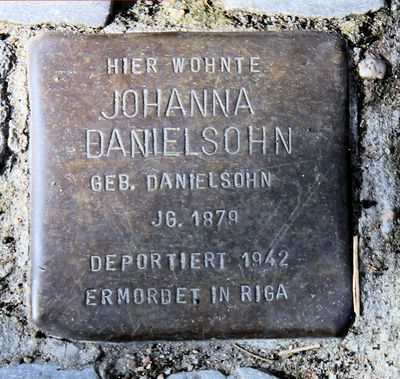 HIER WOHNTE
JOHANNA
DANIELSOHN
GEB. DANIELSOHN
JG. 1879
DEPORTIERT 1942
ERMORDET IN RIGA